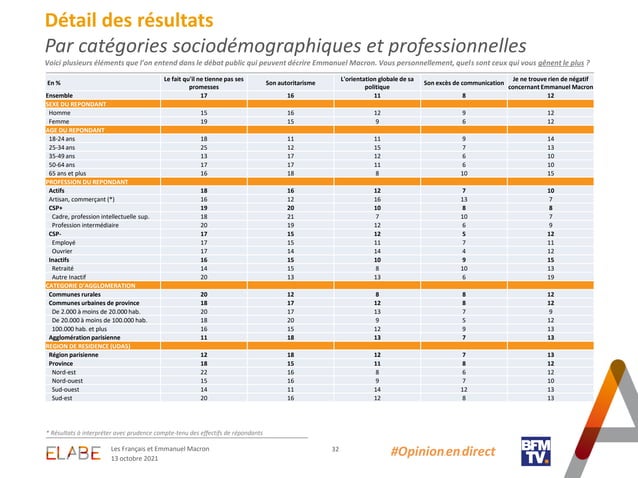 Détail des résultats
Par catégories sociodémographiques et professionnelles
Voici plusieurs éléments que l'on entend dans le débat public qui peuvent décrire Emmanuel Macron. Vous personnellement, quels sont ceux qui vous gênent le plus ?
En % Le fait qu'il ne tienne pas ses promesses Son autoritarisme L'orientation globale de sa politique Son excès de communication Je ne trouve rien de négatif concernant Emmanuel Macron
Ensemble 17 16 11 8 12
SEXE DU REPONDANT
Homme 15 16 12 9 12
Femme 19 15 9 6 12
AGE DU REPONDANT
18-24 ans 18 11 11 9 14
25-34 ans 25 12 15 7 13
35-49 ans 13 17 12 6 10
50-64 ans 17 17 11 6 10
65 ans et plus 16 18 8 10 15
PROFESSION DU REPONDANT
Actifs 18 16 12 7 10
Artisan, commerçant (*) 16 12 16 13 7
CSP+ 19 20 10 8 8
Cadre, profession intellectuelle sup. 18 21 7 10 7
Profession intermédiaire 20 19 12 6 9
CSP- 17 15 12 5 12
Employé 17 15 11 7 11
Ouvrier 17 14 14 4 12
Inactifs 16 15 10 9 15
Retraité 14 15 8 10 13
Autre Inactif 20 13 13 6 19
CATEGORIE D'AGGLOMERATION
Communes rurales 20 12 8 8 12
Communes urbaines de province 18 17 12 8 12
De 2.000 à moins de 20.000 hab. 20 17 13 7 9
De 20.000 à moins de 100.000 hab. 18 20 9 5 12
100.000 hab. et plus 16 15 12 9 13
Agglomération parisienne 11 18 13 7 13
REGION DE RESIDENCE (UDA5)
Région parisienne 12 18 12 7 13
Province 18 15 11 8 12
Nord-est 22 16 8 6 12
Nord-ouest 15 16 9 7 10
Sud-ouest 14 11 14 12 13
Sud-est 20 16 12 8 13
* Résultats à interpréter avec prudence compte-tenu des effectifs de répondants
ELABE
Les Français et Emmanuel Macron
13 octobre 2021
32
#Opinion en direct
BFM
TV.